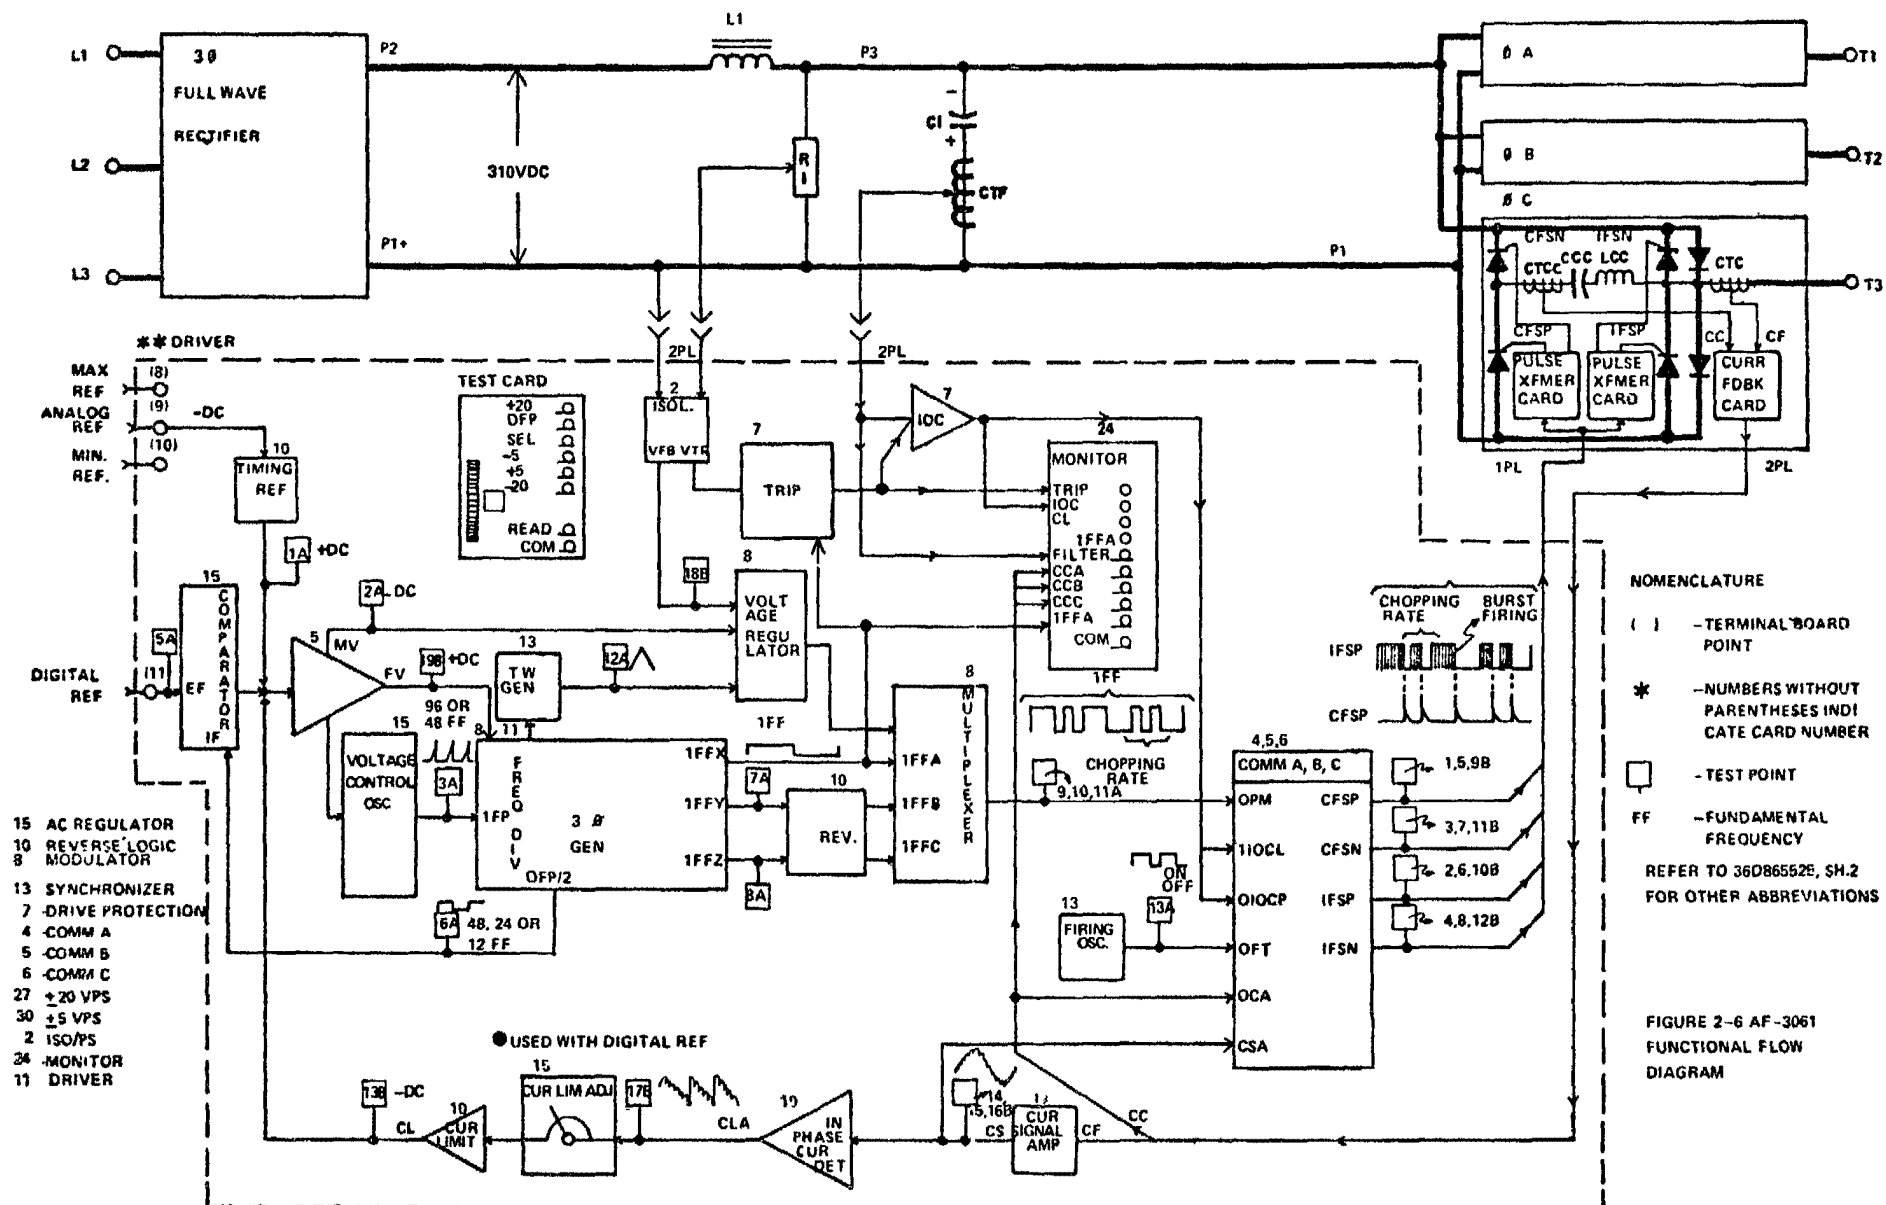 L1
P2
P3
T1
3Ø
FULL WAVE
RECTIFIER
L1
L2
L3
310VDC
P1+
P1
R
I
C1
-
+
CTF
Ø A
Ø B
T2
Ø C
CFSN
IFSN
CTCC
CCC
LCC
CTC
T3
CFSP
IFSP
CC
CF
PULSE
XFMER
CARD
PULSE
XFMER
CARD
CURR
FDBK
CARD
1PL
2PL
** DRIVER
2PL
2PL
MAX
REF
(8)
ANALOG
REF
(9)
-DC
MIN.
REF.
(10)
10
TIMING
REF
TEST CARD
+20
DFP
SEL
-5
+5
-20
READ
COM
2
ISOL.
VFB VTR
7
TRIP
7
IOC
24
MONITOR
TRIP
IOC
CL
1FFA
FILTER
CCA
CCB
CCC
1FFA
COM
1A
+DC
15
COMPARATOR
EF
IF
5A
(11)
DIGITAL
REF
2A
-DC
5
MV
FV
19B
+DC
13
TW
GEN
12A
18B
8
VOLT
AGE
REGU
LATOR
96 OR
48 FF
15
VOLTAGE
CONTROL
OSC
3A
8
11
FREQ DIV
1FP
3 Ø
GEN
OFP/2
1FFX
1FFY
1FFZ
1FF
7A
8A
10
REV.
8
MULTIPLEXER
1FFA
1FFB
1FFC
1FF
CHOPPING
RATE
9,10,11A
6A
48, 24 OR
12 FF
4,5,6
COMM A, B, C
OPM
1IOCL
OIOCP
OFT
OCA
CSA
CFSP
CFSN
IFSP
IFSN
1,5,9B
3,7,11B
2,6,10B
4,8,12B
CHOPPING
RATE
BURST
FIRING
IFSP
CFSP
ON
OFF
13
FIRING
OSC.
13A
NOMENCLATURE
( ) -TERMINAL BOARD
POINT
* -NUMBERS WITHOUT
PARENTHESES INDI
CATE CARD NUMBER
- TEST POINT
FF -FUNDAMENTAL
FREQUENCY
REFER TO 36D865529, SH.2
FOR OTHER ABBREVIATIONS
15 AC REGULATOR
10 REVERSE LOGIC
8 MODULATOR
13 SYNCHRONIZER
7 -DRIVE PROTECTION
4 -COMM A
5 -COMM B
6 -COMM C
27 ±20 VPS
30 ±5 VPS
2 ISO/PS
24 -MONITOR
11 DRIVER
USED WITH DIGITAL REF
13B
-DC
CL
10
CUR
LIMIT
15
CUR LIM ADJ
17B
CLA
10
IN
PHASE
CUR
DET
14,
15,16B
CS
CUR
SIGNAL
AMP
CF
CC
FIGURE 2-6 AF-3061
FUNCTIONAL FLOW
DIAGRAM